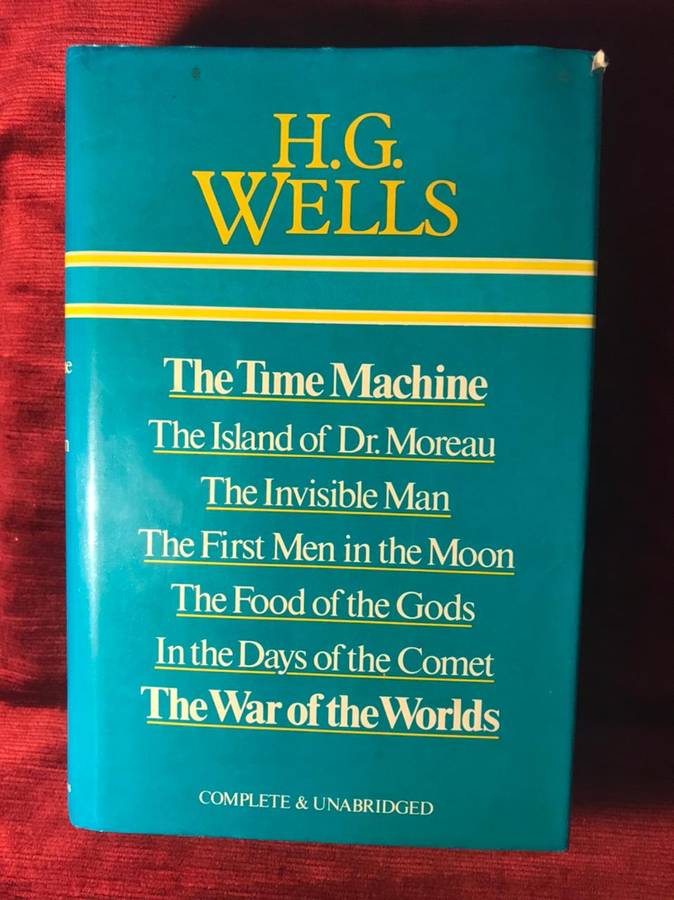 H.G.
WELLS
The Time Machine
The Island of Dr. Moreau
The Invisible Man
The First Men in the Moon
The Food of the Gods
In the Days of the Comet
The War of the Worlds
COMPLETE & UNABRIDGED